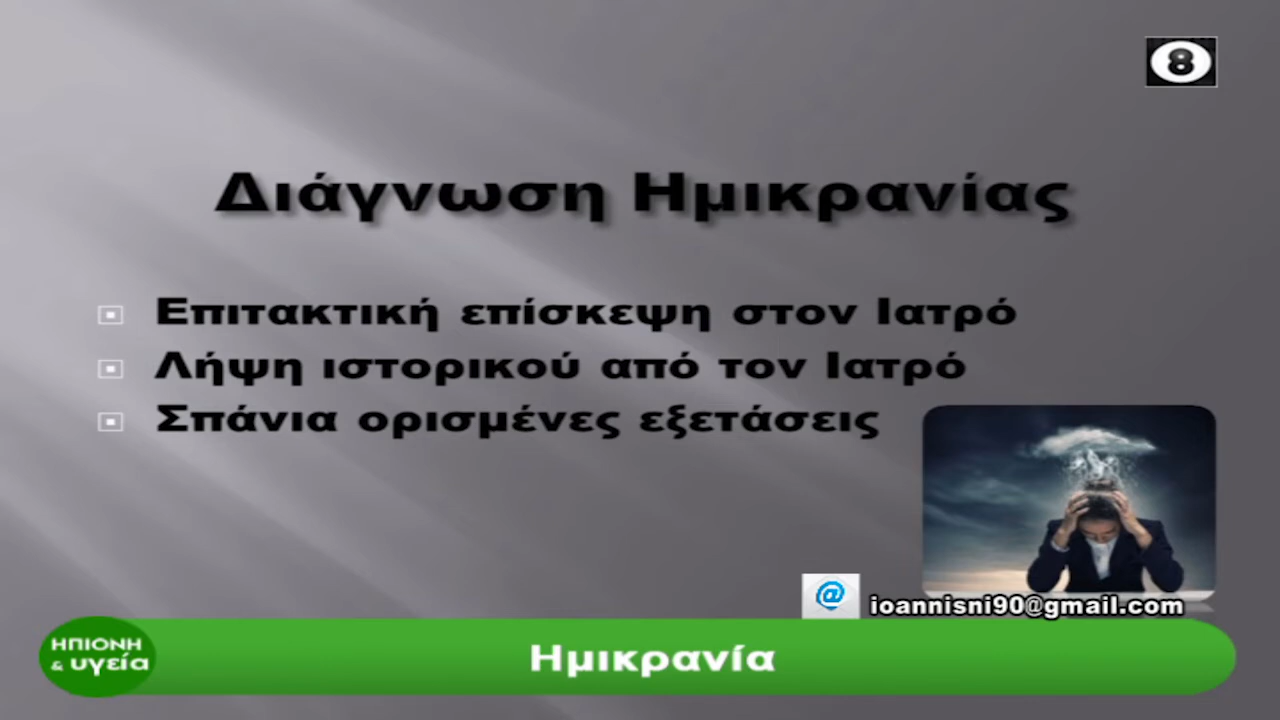 8
Διάγνωση Ημικρανίας
Επιτακτική επίσκεψη στον Ιατρό
Λήψη ιστορικού από τον Ιατρό
Σπάνια ορισμένες εξετάσεις
@ ioannisni90@gmail.com
ΗΠΙΟΝΗ
& υγεία
Ημικρανία